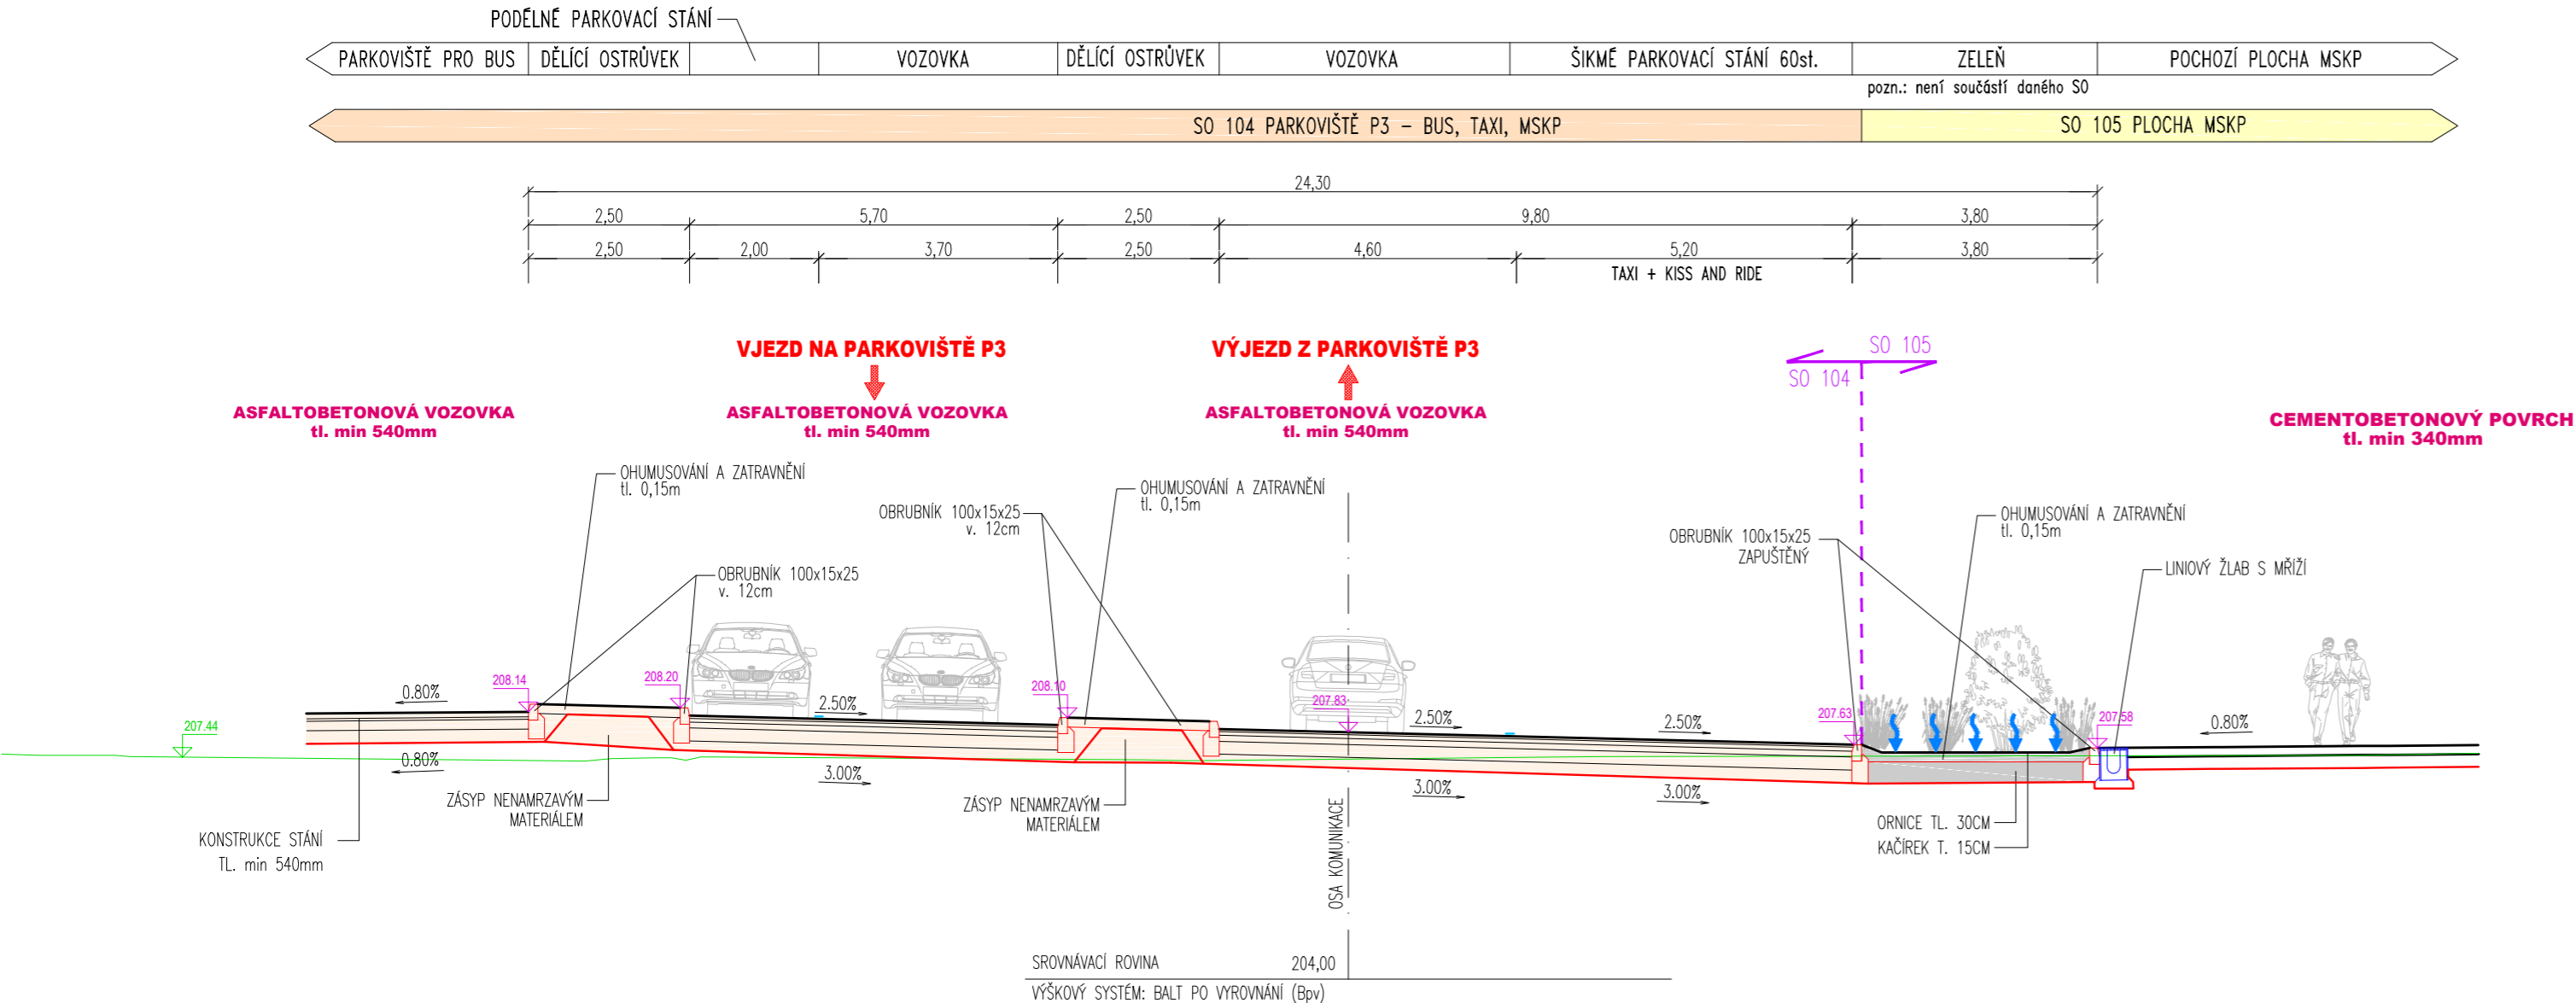 PODÉLNÉ PARKOVACÍ STÁNÍ
PARKOVIŠTĚ PRO BUS
DĚLÍCÍ OSTRŮVEK
VOZOVKA
DĚLÍCÍ OSTRŮVEK
VOZOVKA
ŠIKMÉ PARKOVACÍ STÁNÍ 60st.
ZELEŇ
POCHOZÍ PLOCHA MSKP
pozn.: není součástí daného SO
SO 104 PARKOVIŠTĚ P3 – BUS, TAXI, MSKP
SO 105 PLOCHA MSKP
24,30
2,50
5,70
2,50
9,80
3,80
2,50
2,00
3,70
2,50
4,60
5,20
3,80
TAXI + KISS AND RIDE
VJEZD NA PARKOVIŠTĚ P3
VÝJEZD Z PARKOVIŠTĚ P3
SO 105
SO 104
ASFALTOBETONOVÁ VOZOVKA
tl. min 540mm
ASFALTOBETONOVÁ VOZOVKA
tl. min 540mm
ASFALTOBETONOVÁ VOZOVKA
tl. min 540mm
CEMENTOBETONOVÝ POVRCH
tl. min 340mm
OHUMUSOVÁNÍ A ZATRAVNĚNÍ
tl. 0,15m
OBRUBNÍK 100x15x25
v. 12cm
OHUMUSOVÁNÍ A ZATRAVNĚNÍ
tl. 0,15m
OBRUBNÍK 100x15x25
ZAPUŠTĚNÝ
OHUMUSOVÁNÍ A ZATRAVNĚNÍ
tl. 0,15m
LINIOVÝ ŽLAB S MŘÍŽÍ
OBRUBNÍK 100x15x25
v. 12cm
207.44
0.80%
208.14
208.20
2.50%
208.10
207.83
2.50%
2.50%
207.63
207.58
0.80%
0.80%
3.00%
3.00%
3.00%
ZÁSYP NENAMRZAVÝM
MATERIÁLEM
ZÁSYP NENAMRZAVÝM
MATERIÁLEM
KONSTRUKCE STÁNÍ
TL. min 540mm
OSA KOMUNIKACE
ORNICE TL. 30CM
KAČÍREK T. 15CM
SROVNÁVACÍ ROVINA
204,00
VÝŠKOVÝ SYSTÉM: BALT PO VYROVNÁNÍ (Bpv)